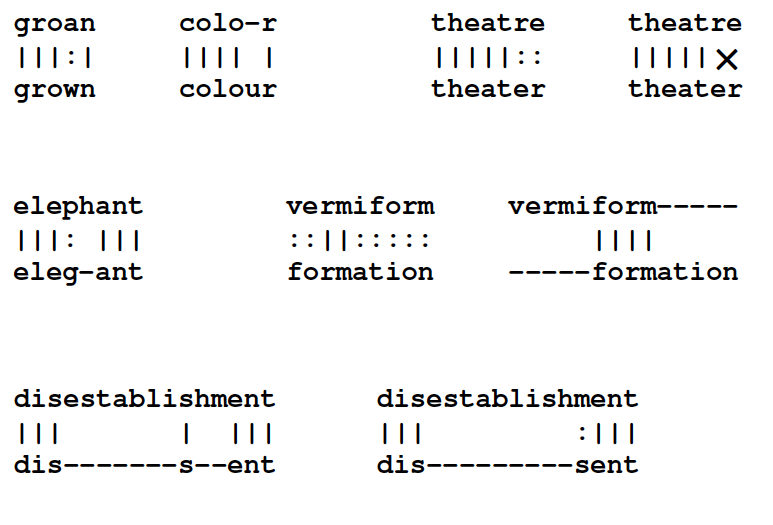 groan     colo-r         theatre     theatre
|||:|     |||| |         |||||::     |||||×
grown     colour         theater     theater
elephant         vermiform     vermiform-----
|||: |||         ::||:::::          ||||
eleg-ant         formation     -----formation
disestablishment      disestablishment
|||       |  |||      |||         :|||
dis-------s--ent      dis---------sent